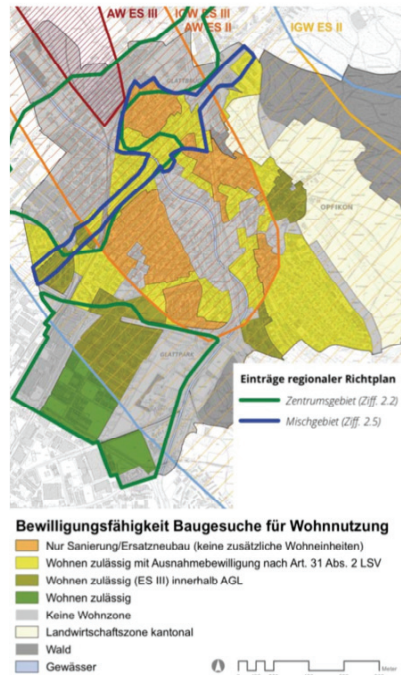 AW ES III
IGW ES III
AW ES II
IGW ES II
GLATTBRUGG
OPFIKON
GLATTPARK
Einträge regionaler Richtplan
Zentrumsgebiet (Ziff. 2.2)
Mischgebiet (Ziff. 2.5)
Bewilligungsfähigkeit Baugesuche für Wohnnutzung
Nur Sanierung/Ersatzneubau (keine zusätzliche Wohneinheiten)
Wohnen zulässig mit Ausnahmebewilligung nach Art. 31 Abs. 2 LSV
Wohnen zulässig (ES III) innerhalb AGL
Wohnen zulässig
Keine Wohnzone
Landwirtschaftszone kantonal
Wald
Gewässer
Meter